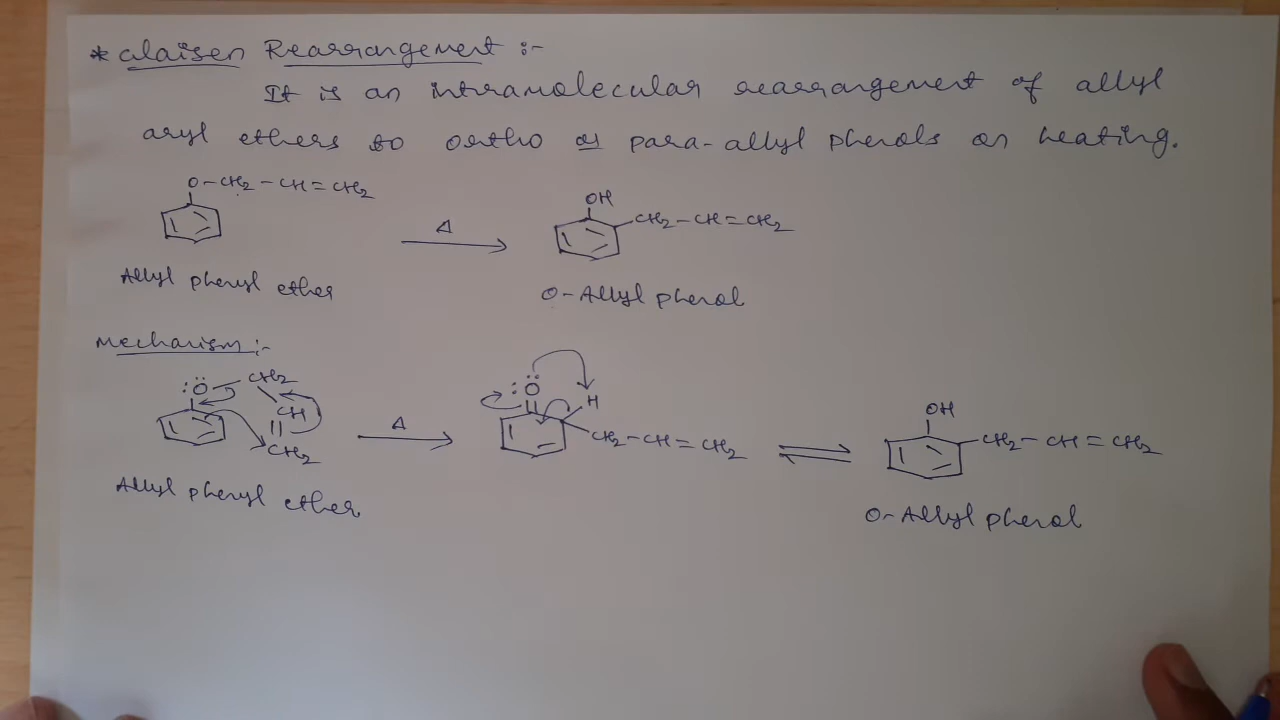 * Claisen Rearrangement :-
It is an intramolecular rearrangement of allyl
aryl ethers to ortho or para-allyl phenols on heating.
O-CH2-CH=CH2
Δ
OH
CH2-CH=CH2
Allyl phenyl ether
O-Allyl phenol
Mechanism :-
:Ö-CH2
CH
||
CH2
Δ
:Ö
||
H
CH2-CH=CH2
OH
CH2-CH=CH2
Allyl phenyl ether
O-Allyl phenol